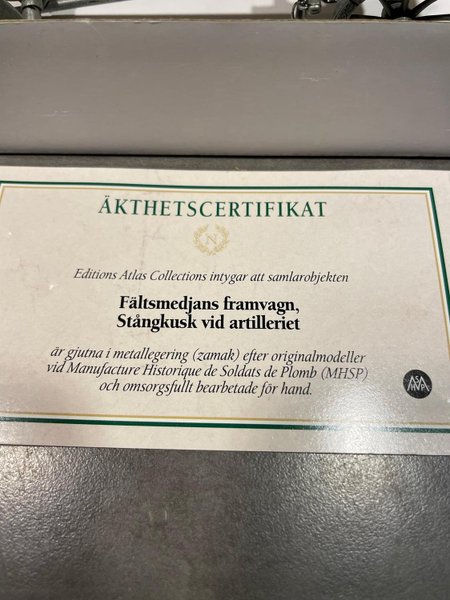 ÄKTHETSCERTIFIKAT
N
Editions Atlas Collections intygar att samlarobjekten
Fältsmedjans framvagn,
Stångkusk vid artilleriet
är gjutna i metallegering (zamak) efter originalmodeller
vid Manufacture Historique de Soldats de Plomb (MHSP)
och omsorgsfullt bearbetade för hand.